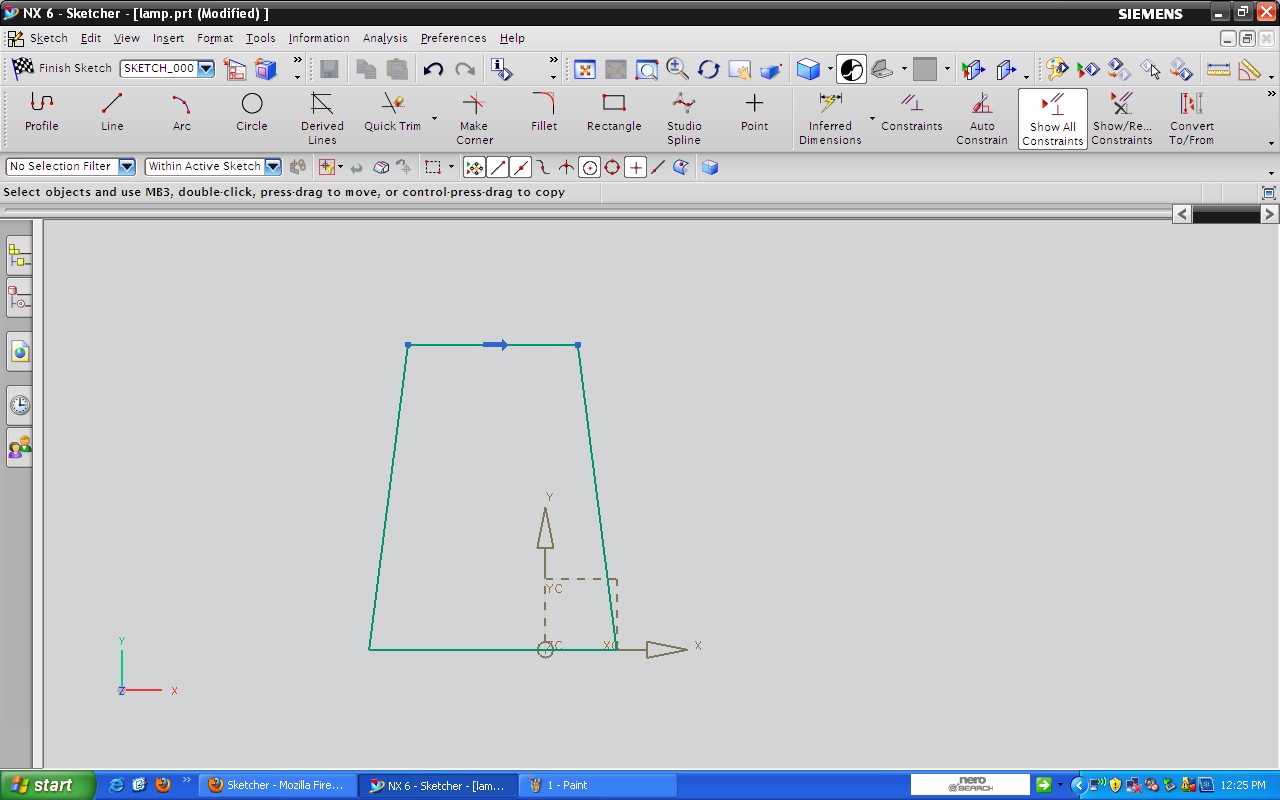 NX 6 - Sketcher - [lamp.prt (Modified) ]
SIEMENS
Sketch Edit View Insert Format Tools Information Analysis Preferences Help
Finish Sketch SKETCH_000
Profile Line Arc Circle Derived Lines Quick Trim Make Corner Fillet Rectangle Studio Spline Point Inferred Dimensions Constraints Auto Constrain Show All Constraints Show/Re... Constraints Convert To/From
No Selection Filter Within Active Sketch
Select objects and use MB3, double-click, press-drag to move, or control-press-drag to copy
Y
YC
XC X
Y
Z X
start Sketcher - Mozilla Fire... NX 6 - Sketcher - [lam... 1 - Paint nero SEARCH 12:25 PM